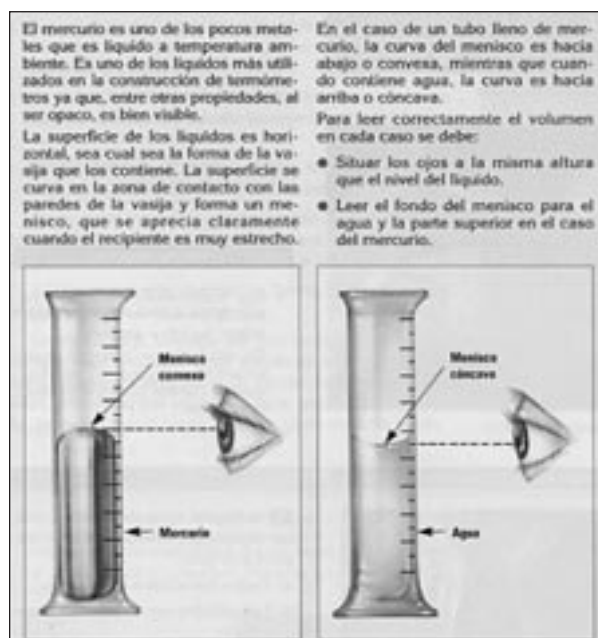 El mercurio es uno de los pocos meta-
les que es líquido a temperatura am-
biente. Es uno de los líquidos más utili-
zados en la construcción de termóme-
tros ya que, entre otras propiedades, al
ser opaco, es bien visible.
La superficie de los líquidos es hori-
zontal, sea cual sea la forma de la va-
sija que los contiene. La superficie se
curva en la zona de contacto con las
paredes de la vasija y forma un me-
nisco, que se aprecia claramente
cuando el recipiente es muy estrecho.
En el caso de un tubo lleno de mer-
curio, la curva del menisco es hacia
abajo o convexa, mientras que cuan-
do contiene agua, la curva es hacia
arriba o cóncava.
Para leer correctamente el volumen
en cada caso se debe:
● Situar los ojos a la misma altura
que el nivel del líquido.
● Leer el fondo del menisco para el
agua y la parte superior en el caso
del mercurio.
Menisco
convexo
Mercurio
Menisco
cóncavo
Agua